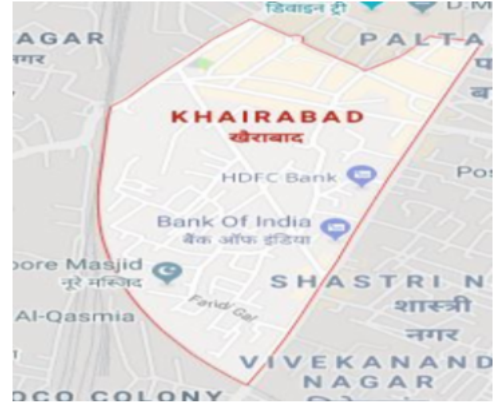 डिवाइन ट्री
D.M
AGAR
नगर
PALTA
प
ब
KHAIRABAD
खैराबाद
HDFC Bank
Pos
Bank Of India
बैंक ऑफ इंडिया
oore Masjid
नूरे मस्जिद
SHASTRI N
शास्त्री
नगर
Faridi Gal
Al-Qasmia
VIVEKANAND
NAGAR
OCO COLONY